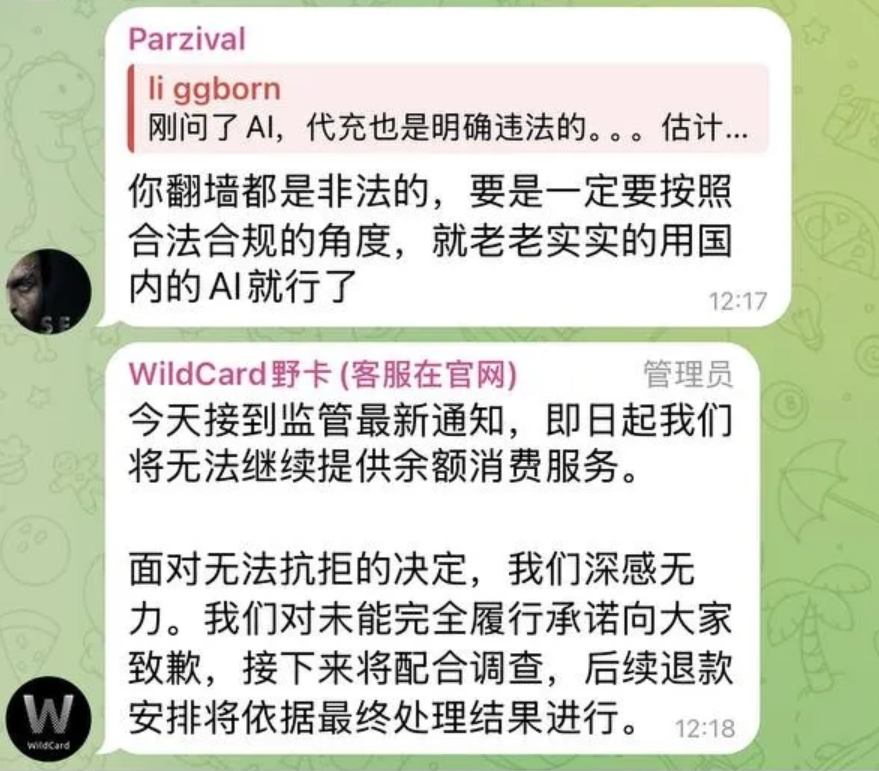 Parzival
li ggborn
刚问了AI，代充也是明确违法的。。。估计...
你翻墙都是非法的，要是一定要按照
合法合规的角度，就老老实实的用国
内的AI就行了
12:17
WildCard野卡 (客服在官网)
管理员
今天接到监管最新通知，即日起我们
将无法继续提供余额消费服务。
面对无法抗拒的决定，我们深感无
力。我们对未能完全履行承诺向大家
致歉，接下来将配合调查，后续退款
安排将依据最终处理结果进行。
12:18
SE
W
WildCard